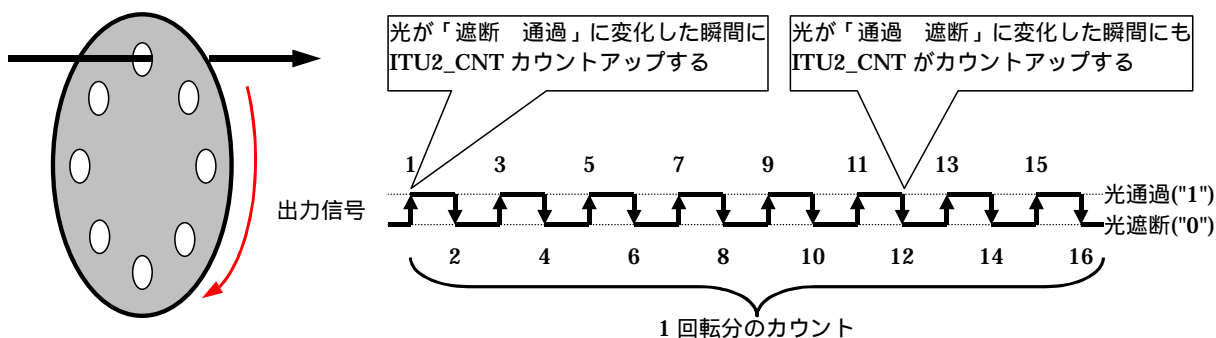 光が「遮断　通過」に変化した瞬間に
ITU2_CNT カウントアップする
光が「通過　遮断」に変化した瞬間にも
ITU2_CNT がカウントアップする
1 3 5 7 9 11 13 15
出力信号
光通過("1")
光遮断("0")
2 4 6 8 10 12 14 16
1 回転分のカウント